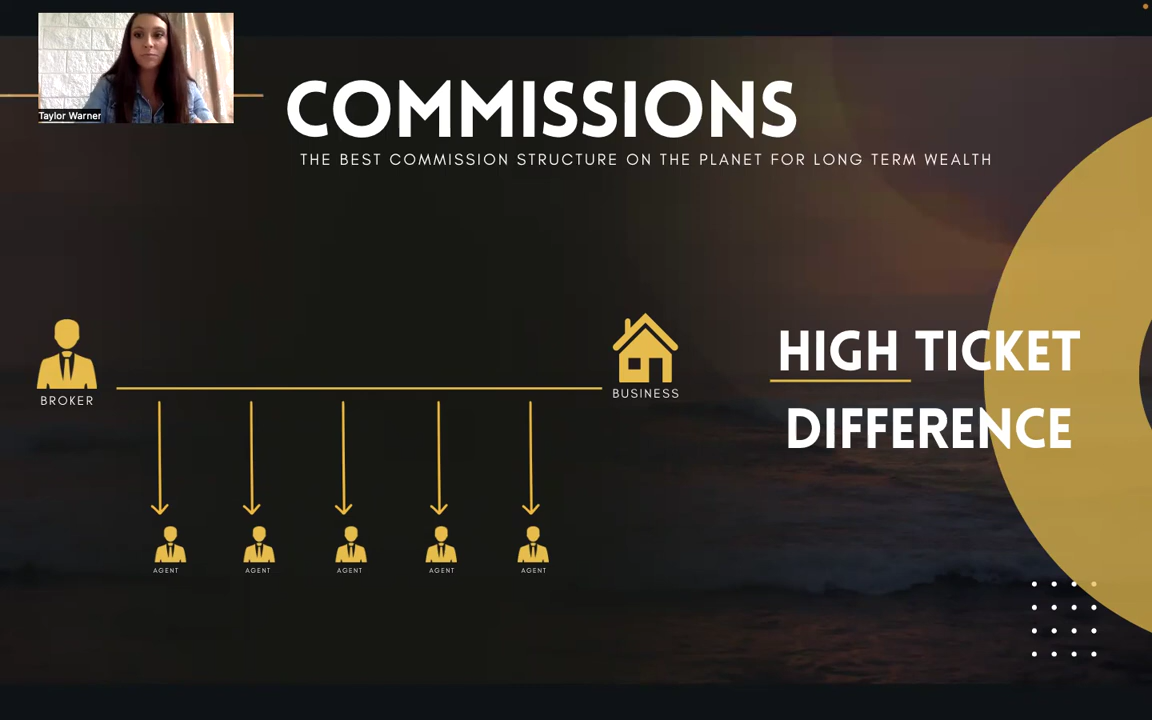 Taylor Warner
COMMISSIONS
THE BEST COMMISSION STRUCTURE ON THE PLANET FOR LONG TERM WEALTH
HIGH TICKET
DIFFERENCE
BROKER
BUSINESS
AGENT
AGENT
AGENT
AGENT
AGENT